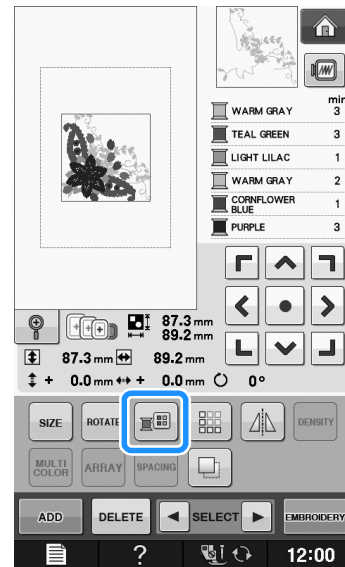 min
WARM GRAY 3
TEAL GREEN 3
LIGHT LILAC 1
WARM GRAY 2
CORNFLOWER
BLUE 1
PURPLE 3
87.3 mm
89.2 mm
87.3 mm 89.2 mm
+ 0.0 mm + 0.0 mm 0°
SIZE ROTATE DENSITY
MULTI
COLOR ARRAY SPACING
ADD DELETE SELECT EMBROIDERY
? 12:00